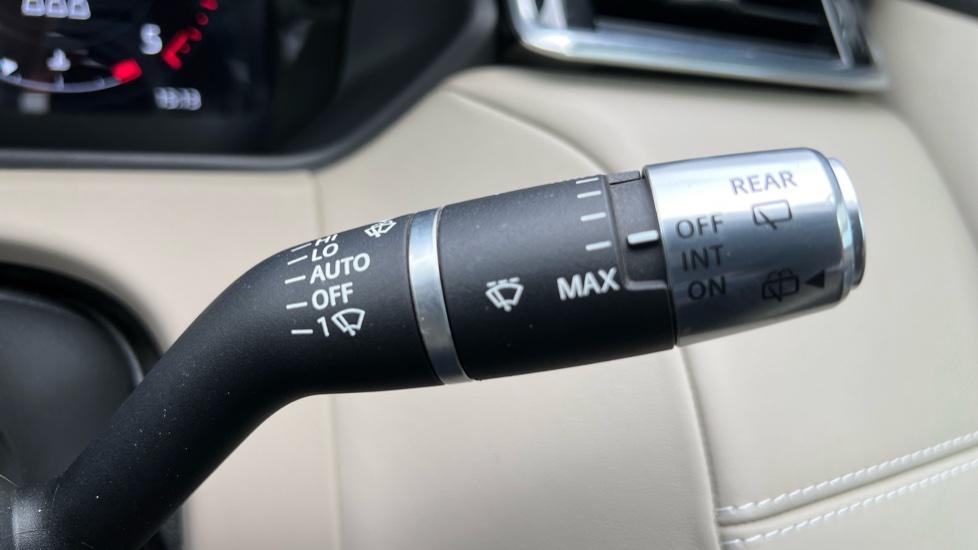 HI
LO
AUTO
OFF
1
MAX
REAR
OFF
INT
ON